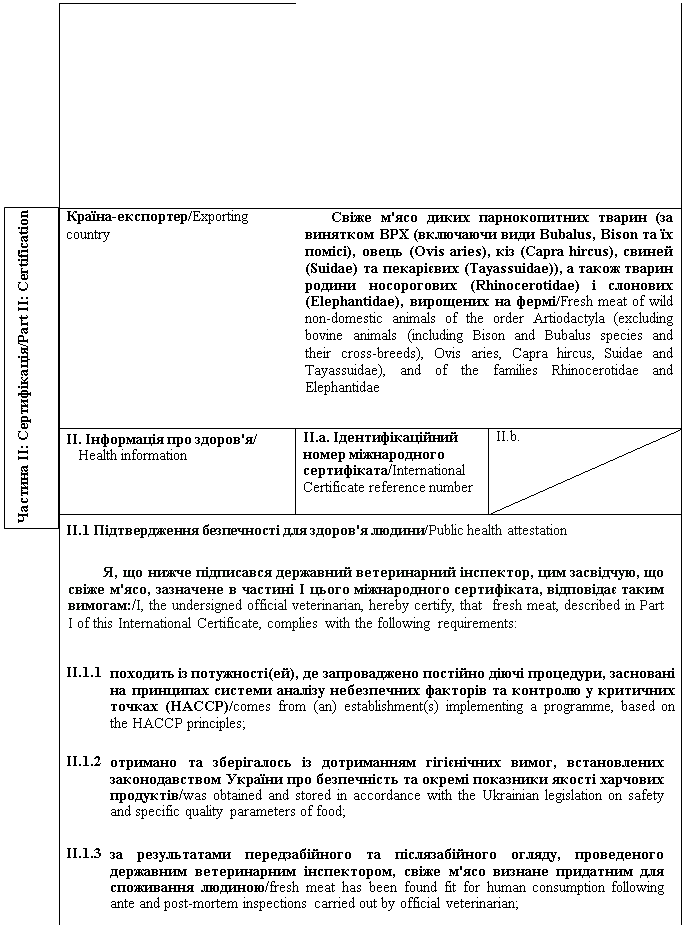 Частина II: Сертифікація/Part II: Certification
Країна-експортер/Exporting
country
Свіже м'ясо диких парнокопитних тварин (за
винятком ВРХ (включаючи види Bubalus, Bison та їх
помісі), овець (Ovis aries), кіз (Capra hircus), свиней
(Suidae) та пекарієвих (Tayassuidae)), а також тварин
родини носорогових (Rhinocerotidae) і слонових
(Elephantidae), вирощених на фермі/Fresh meat of wild
non-domestic animals of the order Artiodactyla (excluding
bovine animals (including Bison and Bubalus species and
their cross-breeds), Ovis aries, Capra hircus, Suidae and
Tayassuidae), and of the families Rhinocerotidae and
Elephantidae
II. Інформація про здоров'я/
Health information
II.a. Ідентифікаційний
номер міжнародного
сертифіката/International
Certificate reference number
II.b.
II.1 Підтвердження безпечності для здоров'я людини/Public health attestation
Я, що нижче підписався державний ветеринарний інспектор, цим засвідчую, що
свіже м'ясо, зазначене в частині I цього міжнародного сертифіката, відповідає таким
вимогам:/I, the undersigned official veterinarian, hereby certify, that fresh meat, described in Part
I of this International Certificate, complies with the following requirements:
II.1.1 походить із потужності(ей), де запроваджено постійно діючі процедури, засновані
на принципах системи аналізу небезпечних факторів та контролю у критичних
точках (HACCP)/comes from (an) establishment(s) implementing a programme, based on
the HACCP principles;
II.1.2 отримано та зберігалось із дотриманням гігієнічних вимог, встановлених
законодавством України про безпечність та окремі показники якості харчових
продуктів/was obtained and stored in accordance with the Ukrainian legislation on safety
and specific quality parameters of food;
II.1.3 за результатами передзабійного та післязабійного огляду, проведеного
державним ветеринарним інспектором, свіже м'ясо визнане придатним для
споживання людиною/fresh meat has been found fit for human consumption following
ante and post-mortem inspections carried out by official veterinarian;